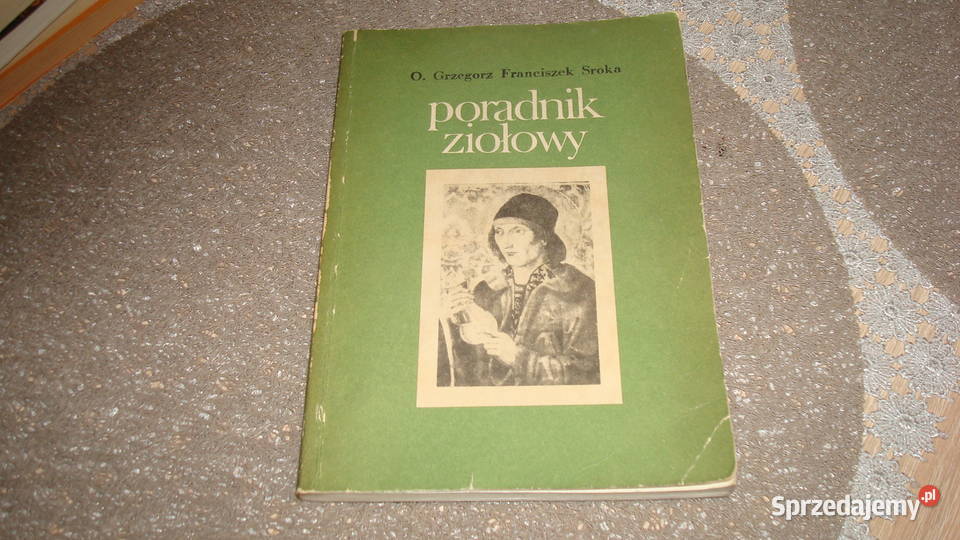 O. Grzegorz Franciszek Sroka
poradnik
ziołowy
Sprzedajemy.pl